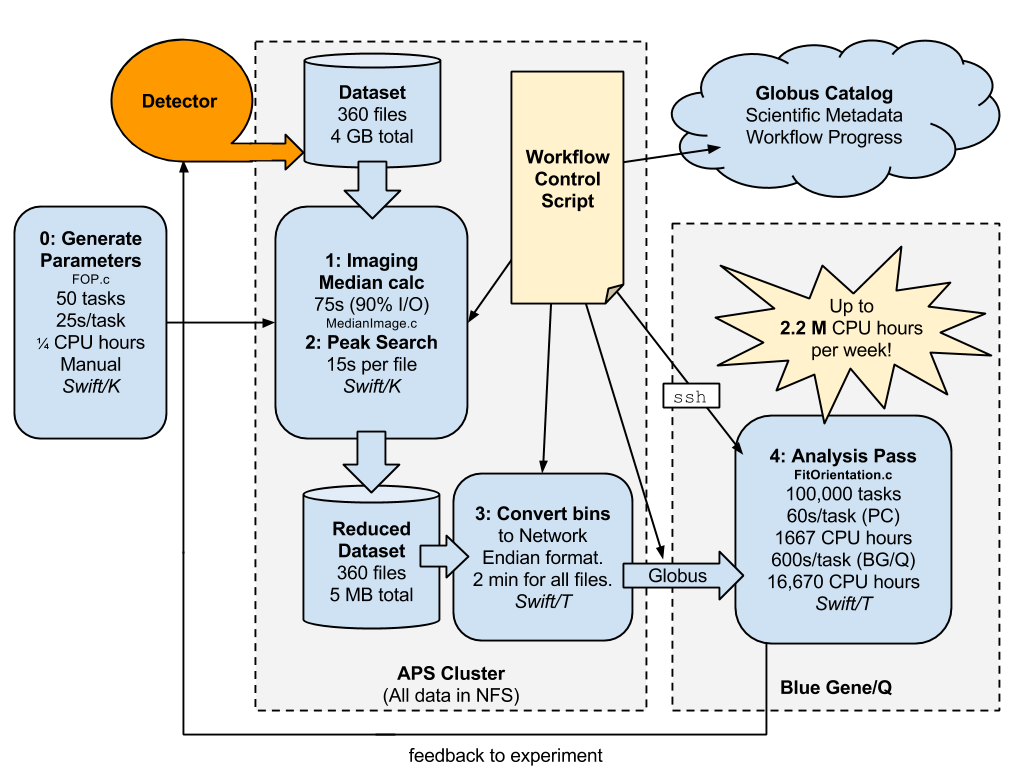 Detector
Dataset
360 files
4 GB total
Workflow
Control
Script
Globus Catalog
Scientific Metadata
Workflow Progress
0: Generate
Parameters
FOP.c
50 tasks
25s/task
¼ CPU hours
Manual
Swift/K
1: Imaging
Median calc
75s (90% I/O)
MedianImage.c
2: Peak Search
15s per file
Swift/K
Up to
2.2 M CPU hours
per week!
ssh
Reduced
Dataset
360 files
5 MB total
3: Convert bins
to Network
Endian format.
2 min for all files.
Swift/T
Globus
4: Analysis Pass
FitOrientation.c
100,000 tasks
60s/task (PC)
1667 CPU hours
600s/task (BG/Q)
16,670 CPU hours
Swift/T
APS Cluster
(All data in NFS)
Blue Gene/Q
feedback to experiment